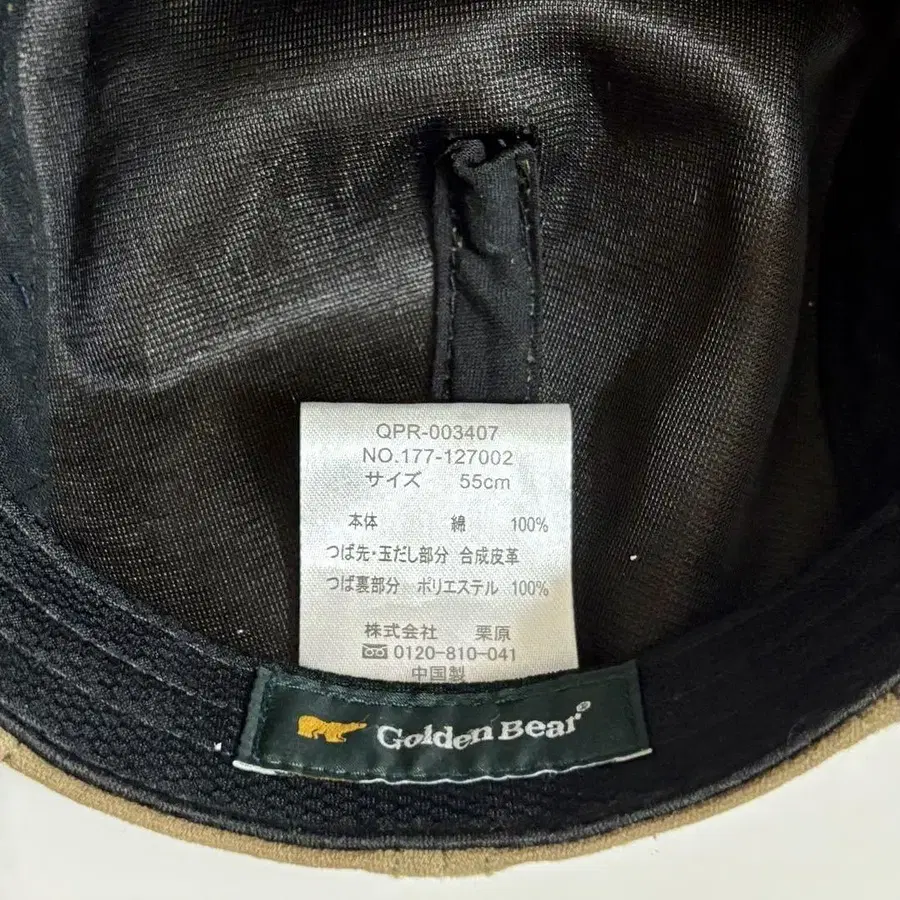 QPR-003407
NO.177-127002
サイズ 55cm
本体 綿 100%
つば先・玉だし部分 合成皮革
つば裏部分 ポリエステル 100%
株式会社 栗原
0120-810-041
中国製
Golden Bear®